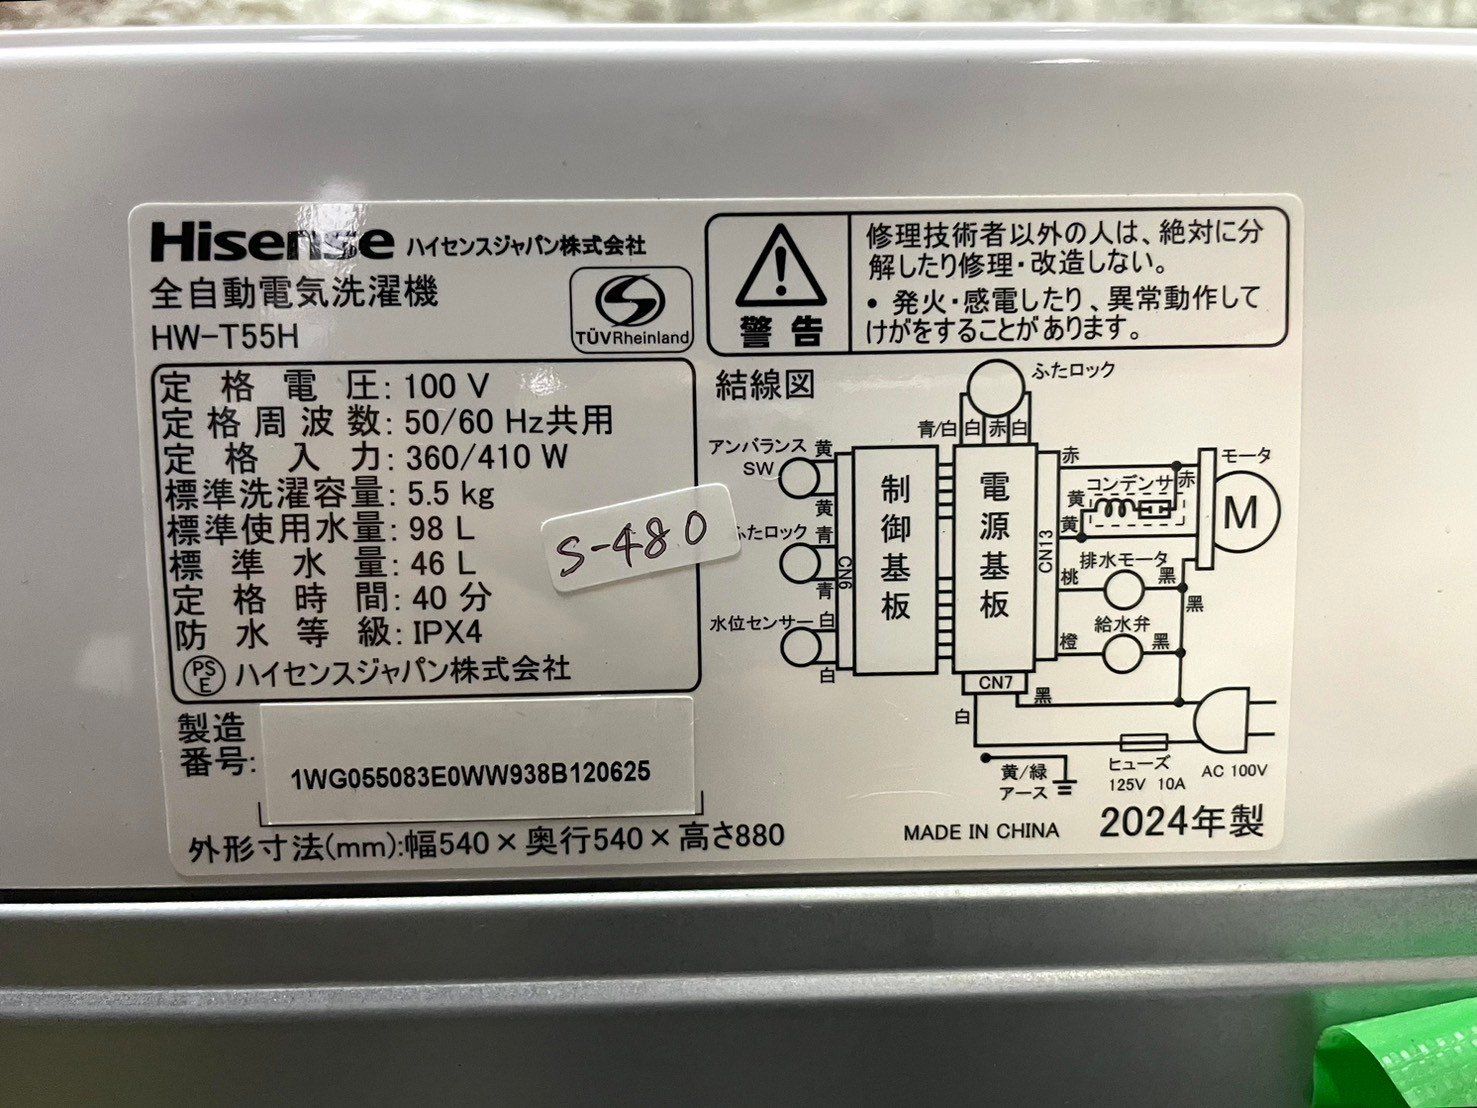 Hisense ハイセンスジャパン株式会社
全自動電気洗濯機
HW-T55H
TÜVRheinland
警告
修理技術者以外の人は、絶対に分
解したり修理・改造しない。
・発火・感電したり、異常動作して
けがをすることがあります。
定格電圧: 100 V
定格周波数: 50/60 Hz共用
定格入力: 360/410 W
標準洗濯容量: 5.5 kg
標準使用水量: 98 L
標準水量: 46 L
定格時間: 40 分
防水等級: IPX4
PSE ハイセンスジャパン株式会社
S-480
製造
番号:
1WG055083E0WW938B120625
外形寸法(mm):幅540×奥行540×高さ880
結線図
ふたロック
青/白 白 赤 白
アンバランス
SW
黄
黄
ふたロック 青
青
水位センサー 白
白
CN6
制御基板
電源基板
CN13
CN7
赤
コンデンサ
赤
黄
黄
モータ
M
排水モータ
桃
黒
黒
給水弁
橙
黒
黒
白
ヒューズ
125V 10A
AC 100V
黄/緑
アース
MADE IN CHINA
2024年製